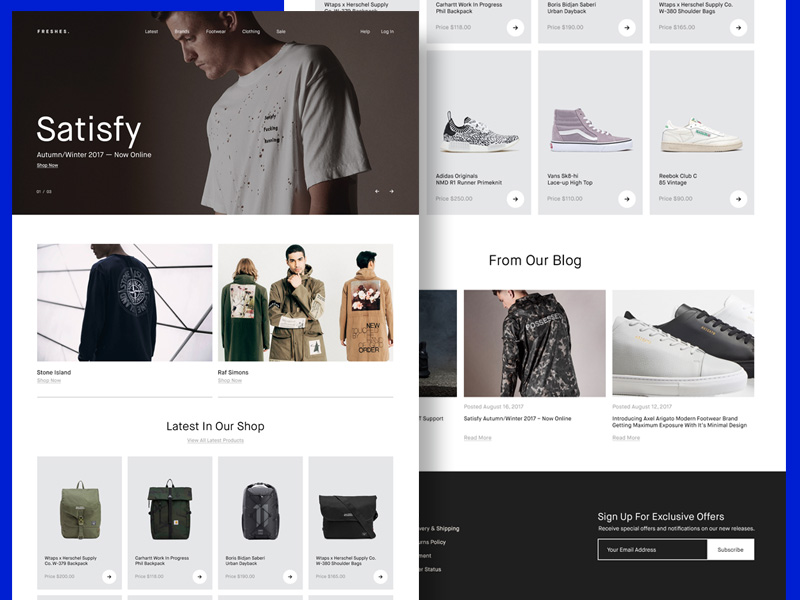 FRESHES.
Latest
Brands
Footwear
Clothing
Sale
Help
Log In
Satisfy
Autumn/Winter 2017 — Now Online
Shop Now
01 / 03
Stone Island
Shop Now
Raf Simons
Shop Now
NEW
ORDER
Latest In Our Shop
View All Latest Products
Wtaps x Herschel Supply
Co. W-379 Backpack
Price $200.00
Carhartt Work In Progress
Phil Backpack
Price $118.00
Boris Bidjan Saberi
Urban Dayback
Price $190.00
Wtaps x Herschel Supply
Co. W-380 Shoulder Bags
Price $165.00
Wtaps x Herschel Supply
Co. W-379 Backpack
Carhartt Work In Progress
Phil Backpack
Price $118.00
Boris Bidjan Saberi
Urban Dayback
Price $190.00
Wtaps x Herschel Supply Co.
W-380 Shoulder Bags
Price $165.00
Adidas Originals
NMD R1 Runner Primeknit
Price $250.00
Vans Sk8-hi
Lace-up High Top
Price $110.00
Reebok Club C
85 Vintage
Price $90.00
From Our Blog
POSSESSED
T Support
Posted August 16, 2017
Satisfy Autumn/Winter 2017 – Now Online
Read More
Posted August 12, 2017
Introducing Axel Arigato Modern Footwear Brand
Getting Maximum Exposure With It's Minimal Design
Read More
very & Shipping
urns Policy
ment
er Status
Sign Up For Exclusive Offers
Receive special offers and notifications on our new releases.
Your Email Address
Subscribe